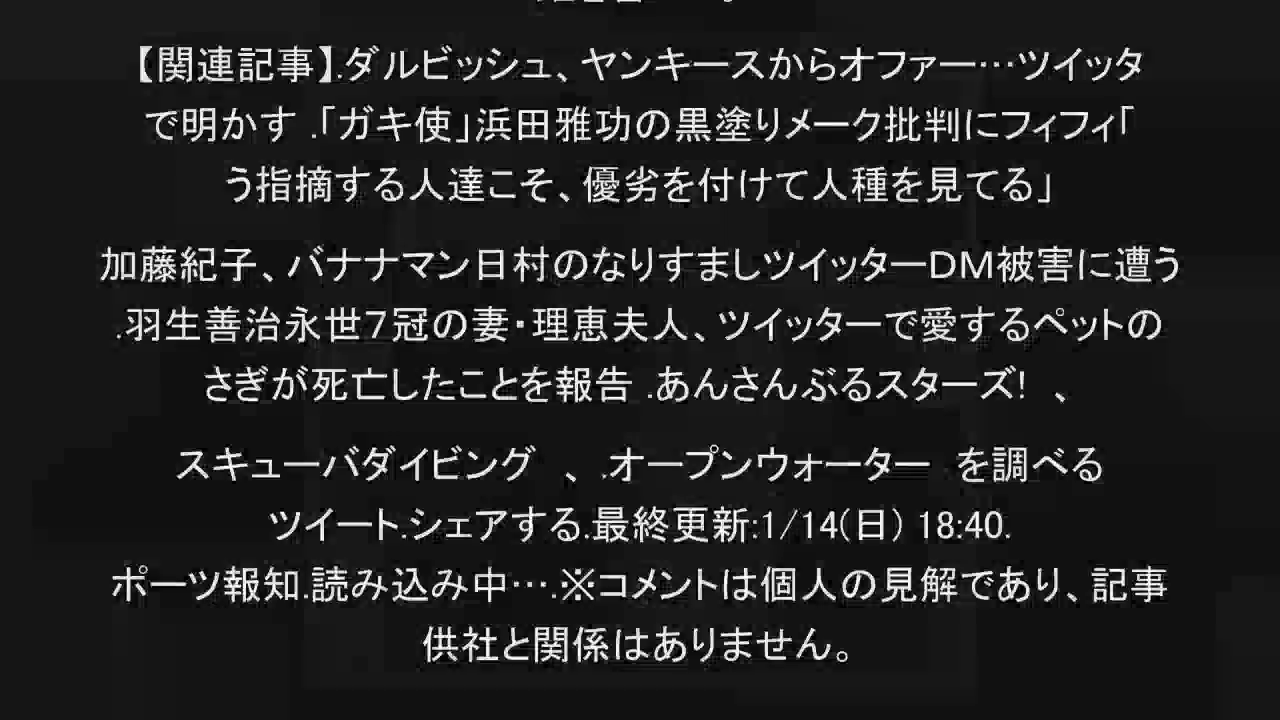 【関連記事】.ダルビッシュ、ヤンキースからオファー…ツイッタ
で明かす .「ガキ使」浜田雅功の黒塗りメーク批判にフィフィ「
う指摘する人達こそ、優劣を付けて人種を見てる」
加藤紀子、バナナマン日村のなりすましツイッターＤＭ被害に遭う
.羽生善治永世７冠の妻・理恵夫人、ツイッターで愛するペットの
さぎが死亡したことを報告 .あんさんぶるスターズ!　、
スキューバダイビング　、 .オープンウォーター　を調べる
ツイート.シェアする.最終更新:1/14(日) 18:40.
ポーツ報知.読み込み中….※コメントは個人の見解であり、記事
供社と関係はありません。